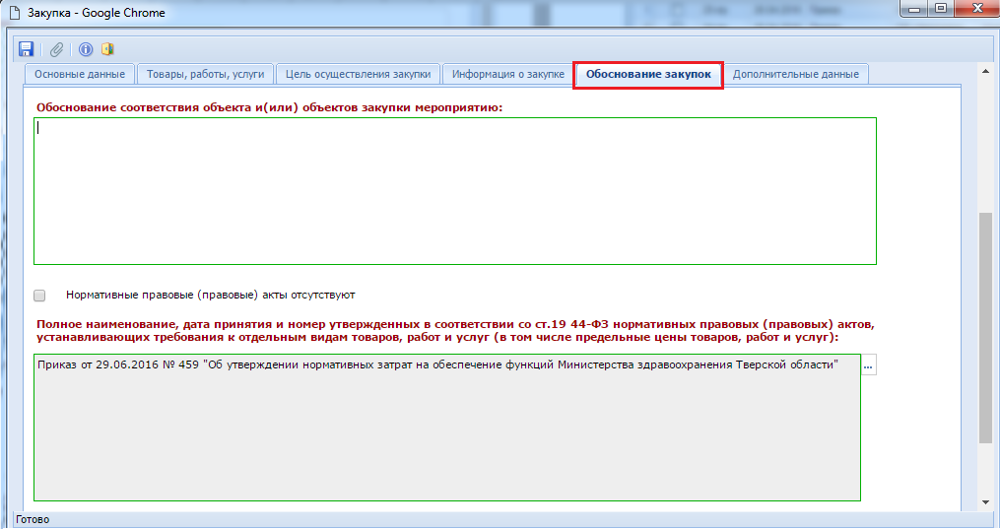 Закупка - Google Chrome
Основные данные
Товары, работы, услуги
Цель осуществления закупки
Информация о закупке
Обоснование закупок
Дополнительные данные
Обоснование соответствия объекта и(или) объектов закупки мероприятию:
Нормативные правовые (правовые) акты отсутствуют
Полное наименование, дата принятия и номер утвержденных в соответствии со ст.19 44-ФЗ нормативных правовых (правовых) актов,
устанавливающих требования к отдельным видам товаров, работ и услуг (в том числе предельные цены товаров, работ и услуг):
Приказ от 29.06.2016 № 459 "Об утверждении нормативных затрат на обеспечение функций Министерства здравоохранения Тверской области"
...
Готово